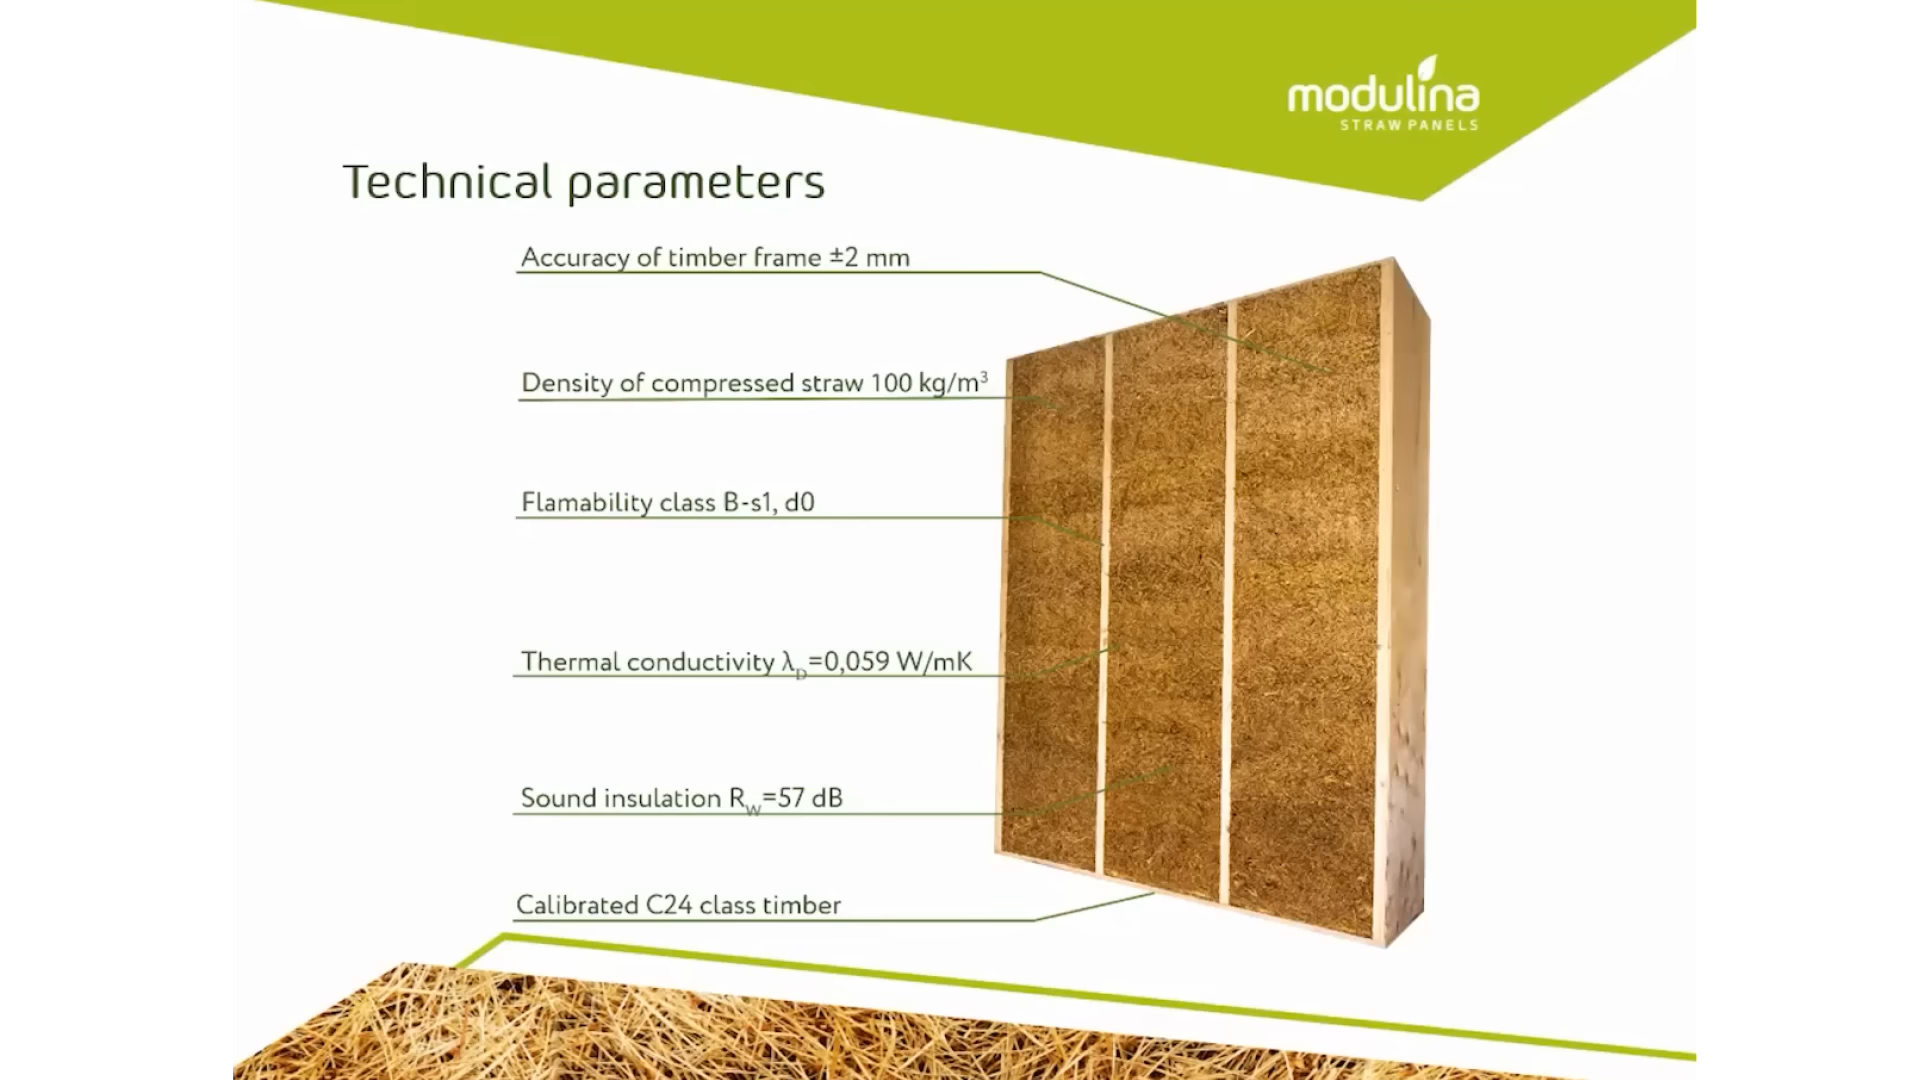 modulina
STRAW PANELS
Technical parameters
Accuracy of timber frame ±2 mm
Density of compressed straw 100 kg/m³
Flamability class B-s1, d0
Thermal conductivity λD=0,059 W/mK
Sound insulation RW=57 dB
Calibrated C24 class timber